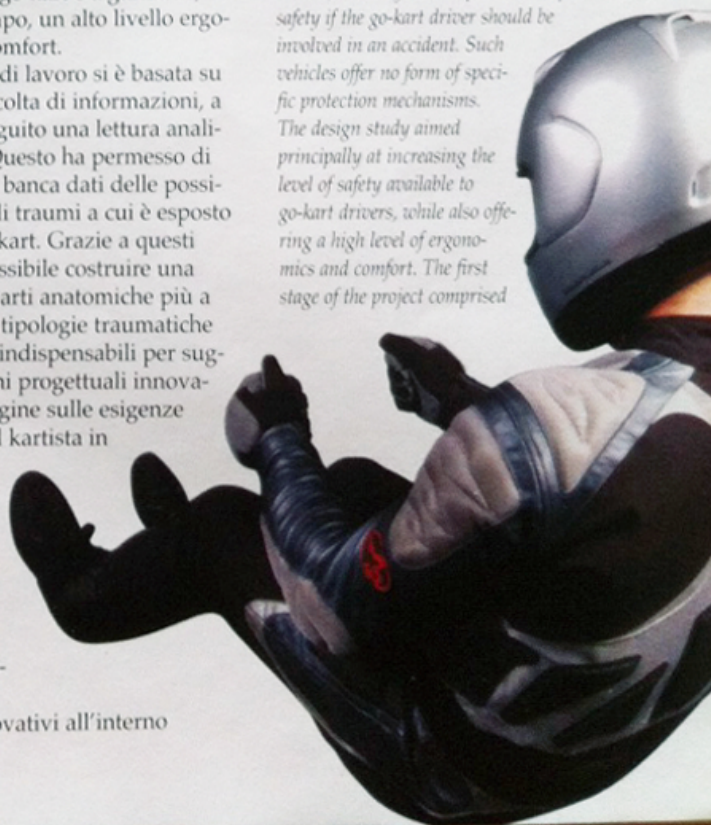 po, un alto livello ergo-
omfort.
di lavoro si è basata su
colta di informazioni, a
guito una lettura anali-
Questo ha permesso di
banca dati delle possi-
li traumi a cui è esposto
kart. Grazie a questi
ssibile costruire una
arti anatomiche più a
tipologie traumatiche
indispensabili per sug-
ni progettuali innova-
gine sulle esigenze
l kartista in
-
ovativi all'interno
safety if the go-kart driver should be
involved in an accident. Such
vehicles offer no form of speci-
fic protection mechanisms.
The design study aimed
principally at increasing the
level of safety available to
go-kart drivers, while also offe-
ring a high level of ergono-
mics and comfort. The first
stage of the project comprised